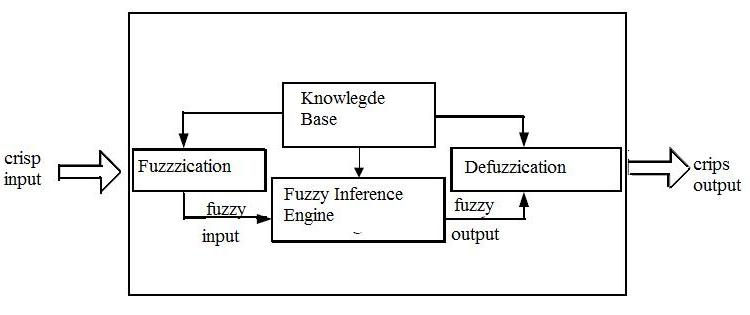 Knowlegde
Base
crisp
input
Fuzzzication
Defuzzication
crips
output
Fuzzy Inference
Engine
fuzzy
input
fuzzy
output